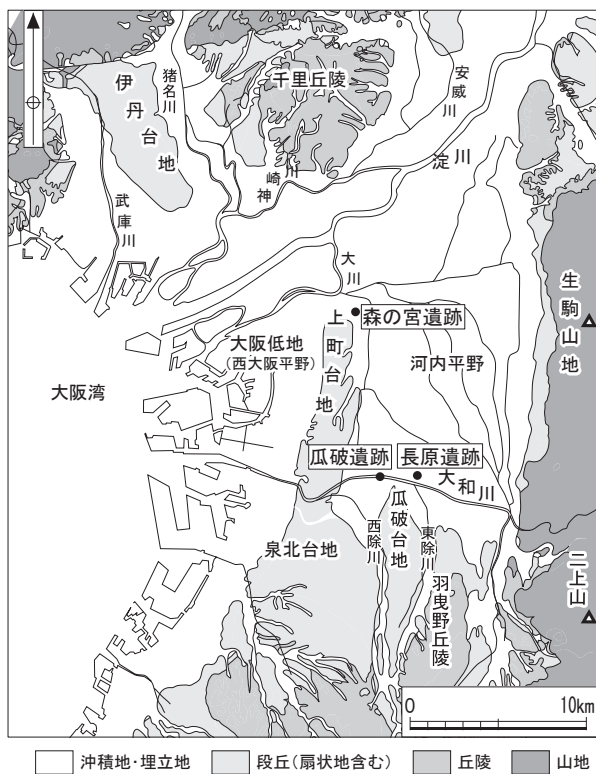 伊丹台地
猪名川
千里丘陵
安威川
淀川
武庫川
神崎川
大川
森の宮遺跡
上町台地
大阪低地
(西大阪平野)
河内平野
生駒山地
大阪湾
瓜破遺跡
長原遺跡
大和川
泉北台地
西除川
瓜破台地
東除川
羽曳野丘陵
二上山
0 10km
沖積地・埋立地 段丘(扇状地含む) 丘陵 山地